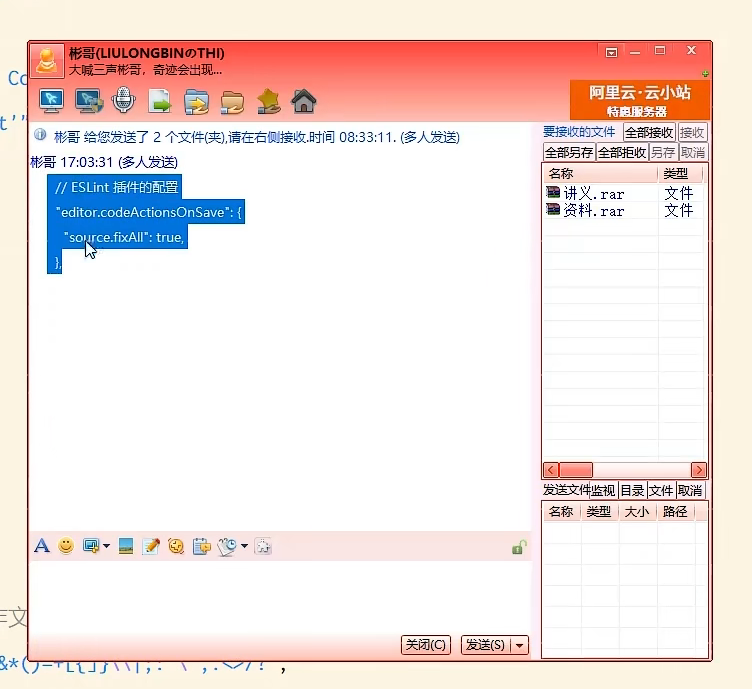 彬哥(LIULONGBINのTHI)
大喊三声彬哥，奇迹会出现...
阿里云·云小站
特惠服务器
彬哥 给您发送了 2 个文件(夹),请在右侧接收.时间 08:33:11. (多人发送)
彬哥 17:03:31 (多人发送)
// ESLint 插件的配置
"editor.codeActionsOnSave": {
"source.fixAll": true,
},
要接收的文件 全部接收 接收
全部另存 全部拒收 另存 取消
名称 类型
讲义.rar 文件
资料.rar 文件
发送文件 监视 目录 文件 取消
名称 类型 大小 路径
关闭(C) 发送(S)